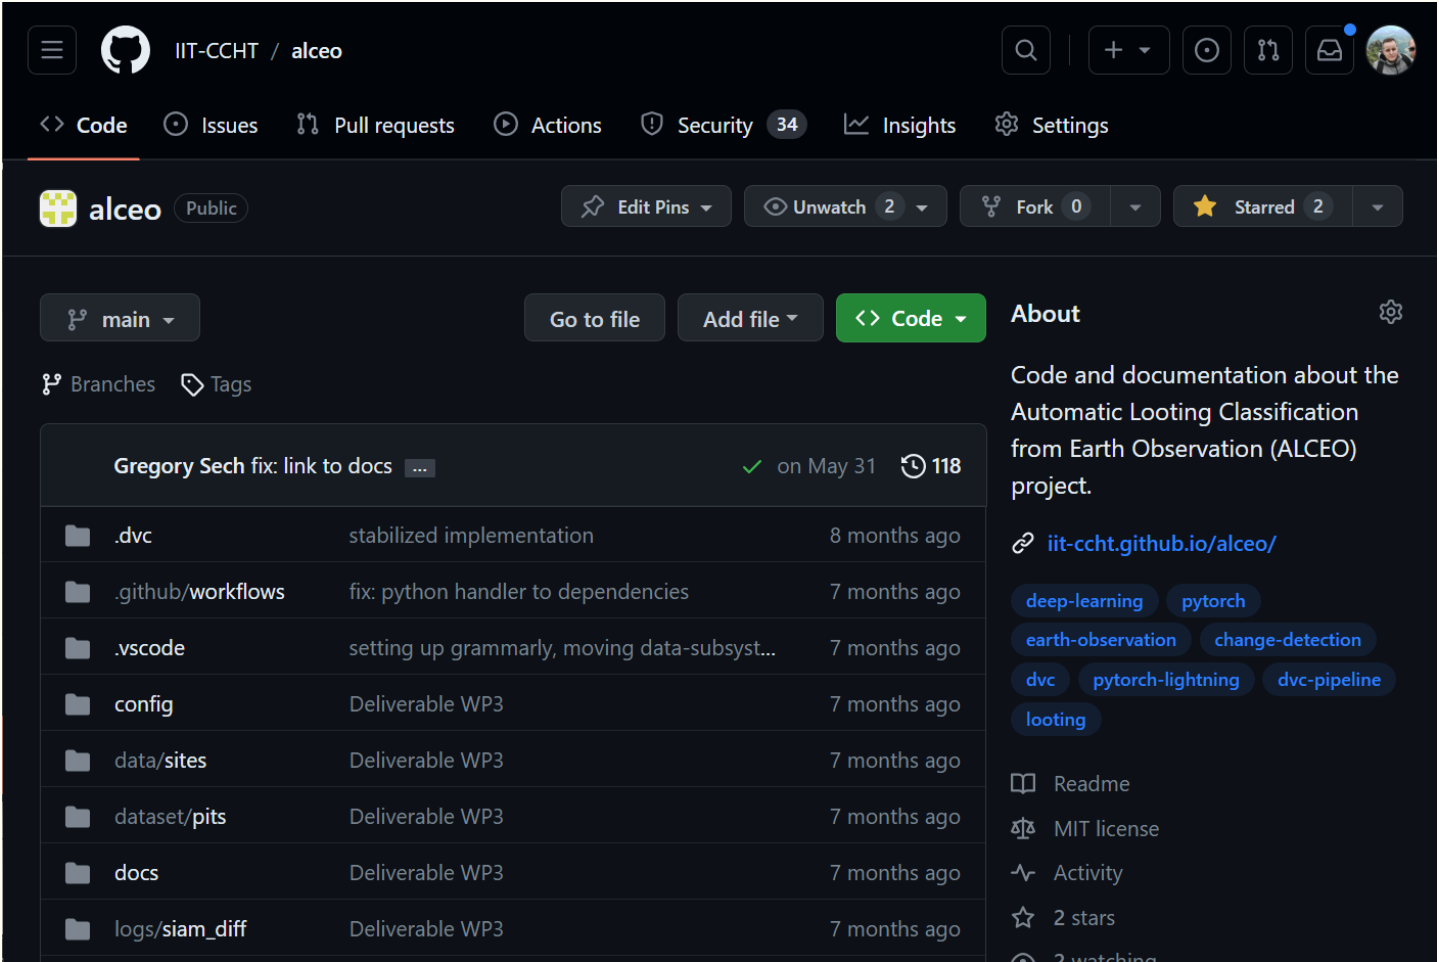 IIT-CCHT / alceo
Code Issues Pull requests Actions Security 34 Insights Settings
alceo Public Edit Pins Unwatch 2 Fork 0 Starred 2
main Go to file Add file Code
Branches Tags
Gregory Sech fix: link to docs ... on May 31 118
.dvc stabilized implementation 8 months ago
.github/workflows fix: python handler to dependencies 7 months ago
.vscode setting up grammarly, moving data-subsyst... 7 months ago
config Deliverable WP3 7 months ago
data/sites Deliverable WP3 7 months ago
dataset/pits Deliverable WP3 7 months ago
docs Deliverable WP3 7 months ago
logs/siam_diff Deliverable WP3 7 months ago
About
Code and documentation about the
Automatic Looting Classification
from Earth Observation (ALCEO)
project.
iit-ccht.github.io/alceo/
deep-learning pytorch
earth-observation change-detection
dvc pytorch-lightning dvc-pipeline
looting
Readme
MIT license
Activity
2 stars
2 watching